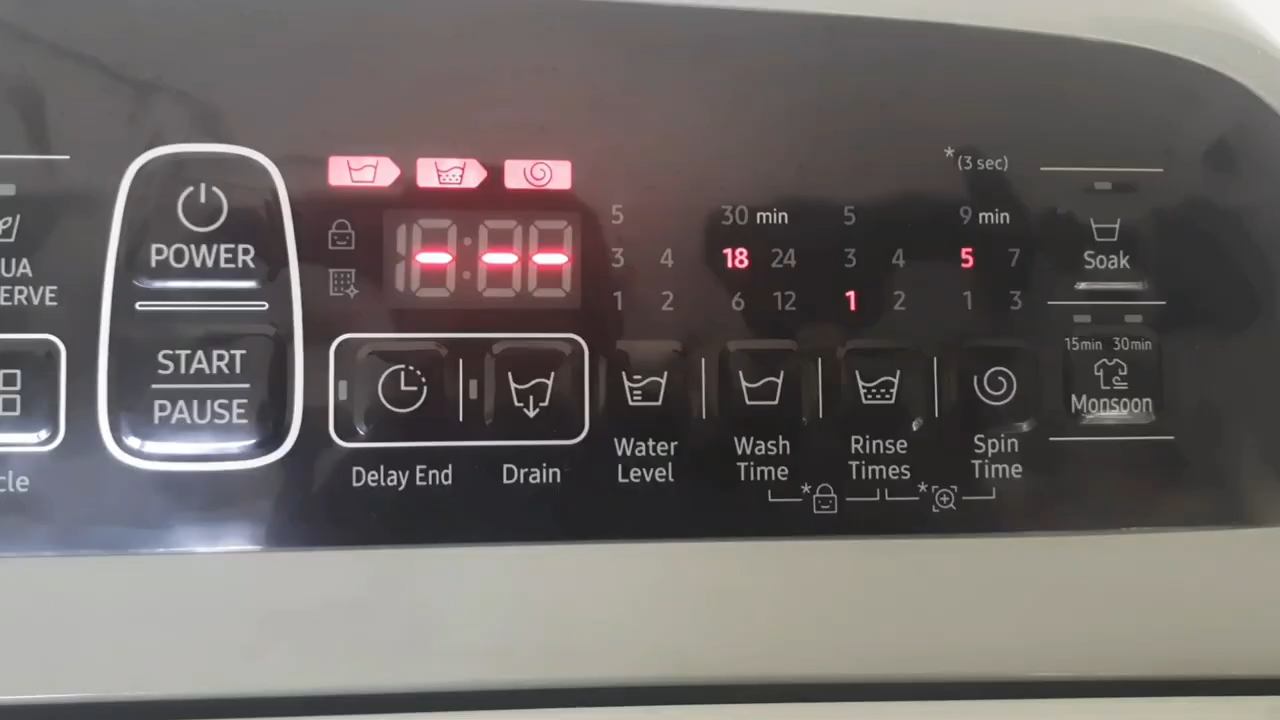 * (3 sec)
POWER
START
PAUSE
UA
ERVE
cle
- -- 
5
3 4
1 2
30 min
18 24
6 12
5
3 4
1 2
9 min
5 7
1 3
Soak
15min 30min
Monsoon
Delay End
Drain
Water
Level
Wash
Time
Rinse
Times
Spin
Time
*
*